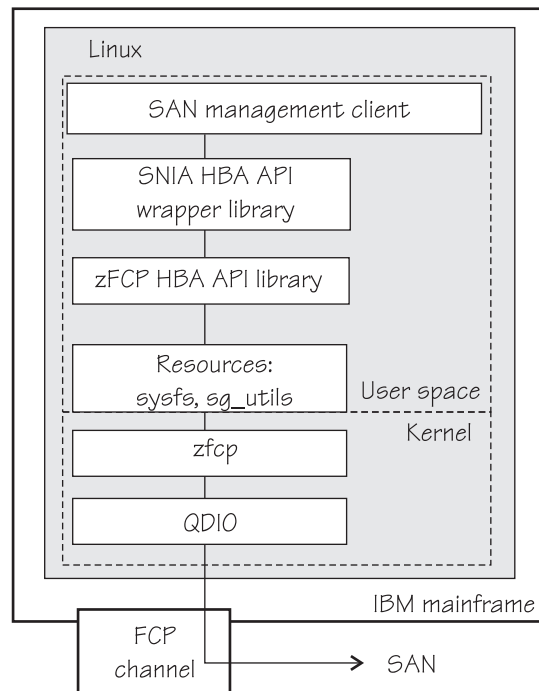 Linux
SAN management client
SNIA HBA API
wrapper library
zFCP HBA API library
Resources:
sysfs, sg_utils
User space
Kernel
zfcp
QDIO
IBM mainframe
FCP
channel
SAN